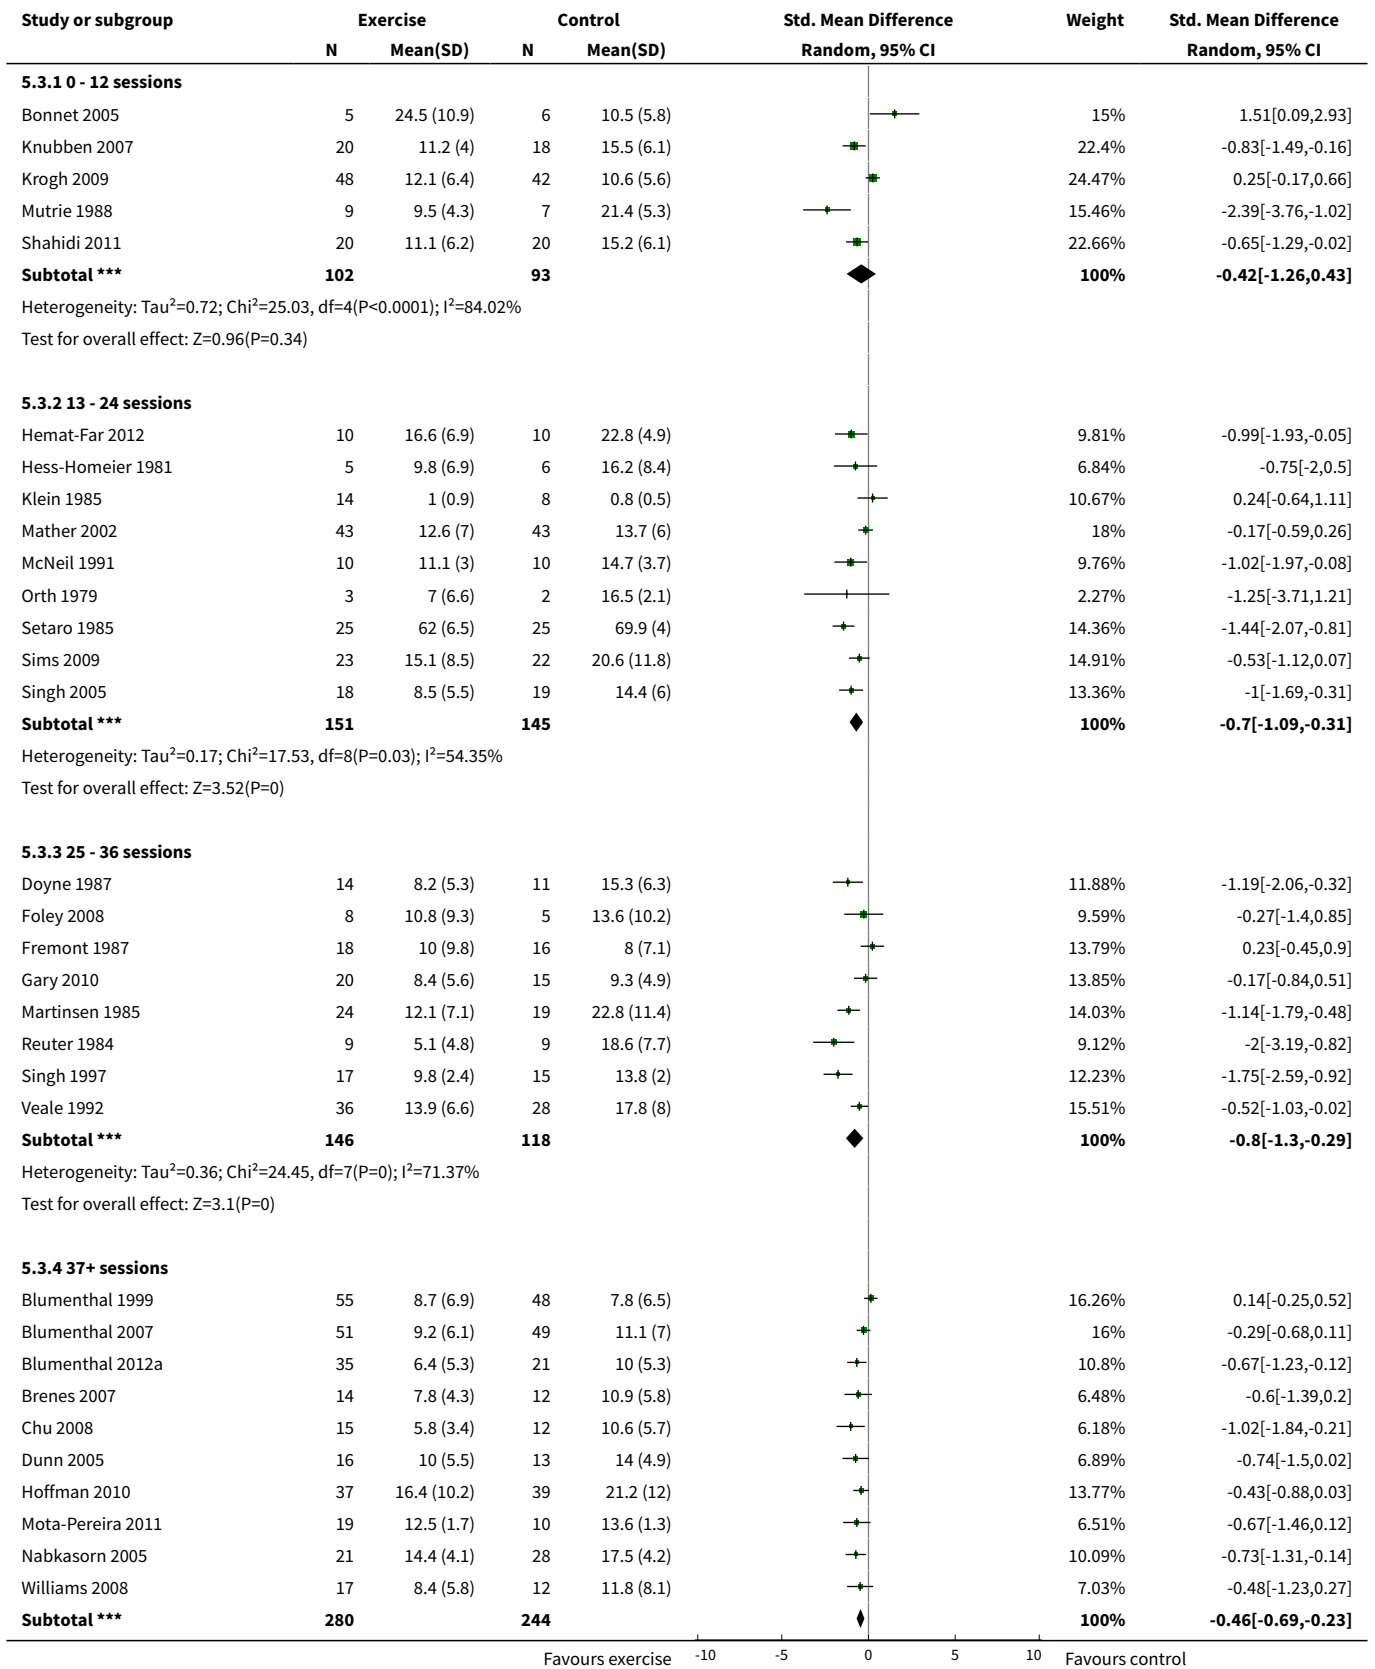 Study or subgroup Exercise Control Std. Mean Difference Weight Std. Mean Difference
N Mean(SD) N Mean(SD) Random, 95% CI Random, 95% CI
5.3.1 0 - 12 sessions
Bonnet 2005 5 24.5 (10.9) 6 10.5 (5.8) 15% 1.51[0.09,2.93]
Knubben 2007 20 11.2 (4) 18 15.5 (6.1) 22.4% -0.83[-1.49,-0.16]
Krogh 2009 48 12.1 (6.4) 42 10.6 (5.6) 24.47% 0.25[-0.17,0.66]
Mutrie 1988 9 9.5 (4.3) 7 21.4 (5.3) 15.46% -2.39[-3.76,-1.02]
Shahidi 2011 20 11.1 (6.2) 20 15.2 (6.1) 22.66% -0.65[-1.29,-0.02]
Subtotal *** 102 93 100% -0.42[-1.26,0.43]
Heterogeneity: Tau²=0.72; Chi²=25.03, df=4(P<0.0001); I²=84.02%
Test for overall effect: Z=0.96(P=0.34)
5.3.2 13 - 24 sessions
Hemat-Far 2012 10 16.6 (6.9) 10 22.8 (4.9) 9.81% -0.99[-1.93,-0.05]
Hess-Homeier 1981 5 9.8 (6.9) 6 16.2 (8.4) 6.84% -0.75[-2,0.5]
Klein 1985 14 1 (0.9) 8 0.8 (0.5) 10.67% 0.24[-0.64,1.11]
Mather 2002 43 12.6 (7) 43 13.7 (6) 18% -0.17[-0.59,0.26]
McNeil 1991 10 11.1 (3) 10 14.7 (3.7) 9.76% -1.02[-1.97,-0.08]
Orth 1979 3 7 (6.6) 2 16.5 (2.1) 2.27% -1.25[-3.71,1.21]
Setaro 1985 25 62 (6.5) 25 69.9 (4) 14.36% -1.44[-2.07,-0.81]
Sims 2009 23 15.1 (8.5) 22 20.6 (11.8) 14.91% -0.53[-1.12,0.07]
Singh 2005 18 8.5 (5.5) 19 14.4 (6) 13.36% -1[-1.69,-0.31]
Subtotal *** 151 145 100% -0.7[-1.09,-0.31]
Heterogeneity: Tau²=0.17; Chi²=17.53, df=8(P=0.03); I²=54.35%
Test for overall effect: Z=3.52(P=0)
5.3.3 25 - 36 sessions
Doyne 1987 14 8.2 (5.3) 11 15.3 (6.3) 11.88% -1.19[-2.06,-0.32]
Foley 2008 8 10.8 (9.3) 5 13.6 (10.2) 9.59% -0.27[-1.4,0.85]
Fremont 1987 18 10 (9.8) 16 8 (7.1) 13.79% 0.23[-0.45,0.9]
Gary 2010 20 8.4 (5.6) 15 9.3 (4.9) 13.85% -0.17[-0.84,0.51]
Martinsen 1985 24 12.1 (7.1) 19 22.8 (11.4) 14.03% -1.14[-1.79,-0.48]
Reuter 1984 9 5.1 (4.8) 9 18.6 (7.7) 9.12% -2[-3.19,-0.82]
Singh 1997 17 9.8 (2.4) 15 13.8 (2) 12.23% -1.75[-2.59,-0.92]
Veale 1992 36 13.9 (6.6) 28 17.8 (8) 15.51% -0.52[-1.03,-0.02]
Subtotal *** 146 118 100% -0.8[-1.3,-0.29]
Heterogeneity: Tau²=0.36; Chi²=24.45, df=7(P=0); I²=71.37%
Test for overall effect: Z=3.1(P=0)
5.3.4 37+ sessions
Blumenthal 1999 55 8.7 (6.9) 48 7.8 (6.5) 16.26% 0.14[-0.25,0.52]
Blumenthal 2007 51 9.2 (6.1) 49 11.1 (7) 16% -0.29[-0.68,0.11]
Blumenthal 2012a 35 6.4 (5.3) 21 10 (5.3) 10.8% -0.67[-1.23,-0.12]
Brenes 2007 14 7.8 (4.3) 12 10.9 (5.8) 6.48% -0.6[-1.39,0.2]
Chu 2008 15 5.8 (3.4) 12 10.6 (5.7) 6.18% -1.02[-1.84,-0.21]
Dunn 2005 16 10 (5.5) 13 14 (4.9) 6.89% -0.74[-1.5,0.02]
Hoffman 2010 37 16.4 (10.2) 39 21.2 (12) 13.77% -0.43[-0.88,0.03]
Mota-Pereira 2011 19 12.5 (1.7) 10 13.6 (1.3) 6.51% -0.67[-1.46,0.12]
Nabkasorn 2005 21 14.4 (4.1) 28 17.5 (4.2) 10.09% -0.73[-1.31,-0.14]
Williams 2008 17 8.4 (5.8) 12 11.8 (8.1) 7.03% -0.48[-1.23,0.27]
Subtotal *** 280 244 100% -0.46[-0.69,-0.23]
Favours exercise -10 -5 0 5 10 Favours control